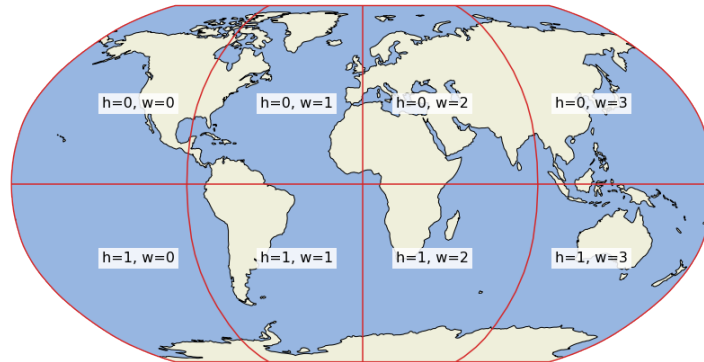 h=0, w=0
h=0, w=1
h=0, w=2
h=0, w=3
h=1, w=0
h=1, w=1
h=1, w=2
h=1, w=3